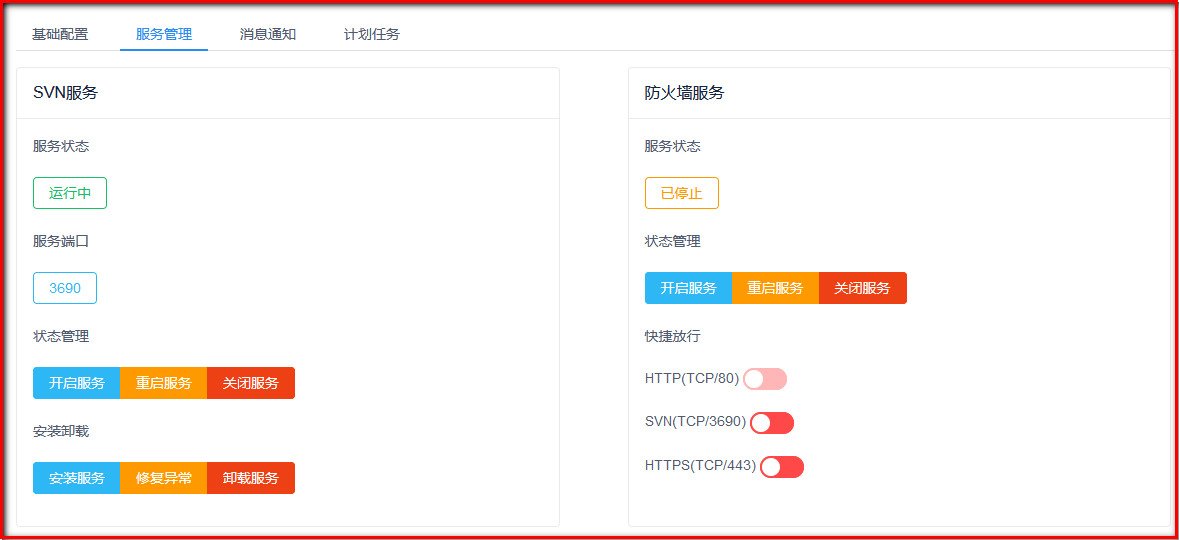 基础配置 服务管理 消息通知 计划任务
SVN服务
服务状态
运行中
服务端口
3690
状态管理
开启服务 重启服务 关闭服务
安装卸载
安装服务 修复异常 卸载服务
防火墙服务
服务状态
已停止
状态管理
开启服务 重启服务 关闭服务
快捷放行
HTTP(TCP/80)
SVN(TCP/3690)
HTTPS(TCP/443)